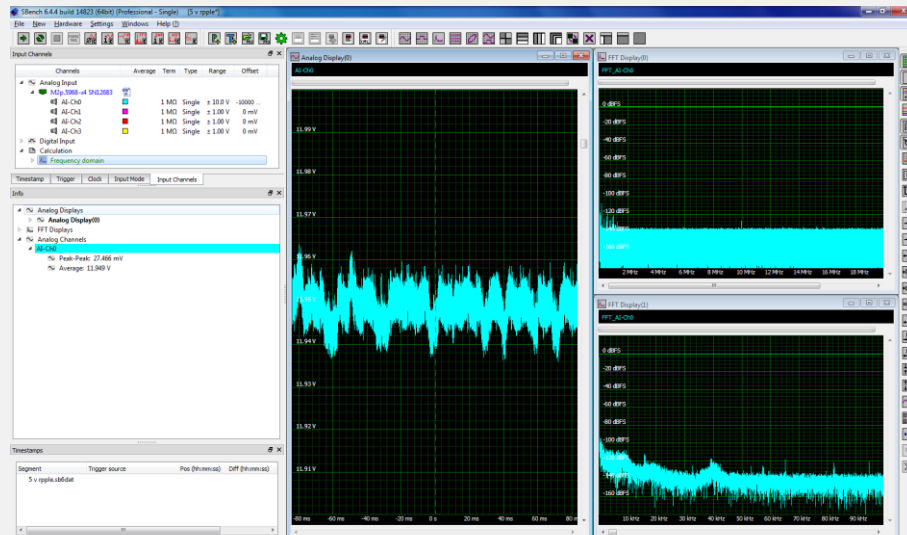 SBench 6.4.4 build 14823 (64bit) (Professional - Single) [5 v rpple*]
File New Hardware Settings Windows Help
Input Channels
Channels Average Term Type Range Offset
Analog Input
M2p.5968-x4 SN12683
AI-Ch0 1 MΩ Single ± 10.0 V -10000 ...
AI-Ch1 1 MΩ Single ± 1.00 V 0 mV
AI-Ch2 1 MΩ Single ± 1.00 V 0 mV
AI-Ch3 1 MΩ Single ± 1.00 V 0 mV
Digital Input
Calculation
Frequency domain
Timestamp Trigger Clock Input Mode Input Channels
Info
Analog Displays
Analog Display(0)
FFT Displays
Analog Channels
AI-Ch0
Peak-Peak: 27.466 mV
Average: 11.949 V
Timestamps
Segment Trigger source Pos (hh:mm:ss) Diff (hh:mm:ss)
5 v rpple.sb6dat
Analog Display(0)
AI-Ch0
11.99 V
11.98 V
11.97 V
11.96 V
11.95 V
11.94 V
11.93 V
11.92 V
11.91 V
-80 ms -60 ms -40 ms -20 ms 0 s 20 ms 40 ms 60 ms 80 m
FFT Display(0)
FFT_AI-Ch0
0 dBFS
-20 dBFS
-40 dBFS
-60 dBFS
-80 dBFS
-100 dBFS
-120 dBFS
-140 dBFS
-160 dBFS
2 MHz 4 MHz 6 MHz 8 MHz 10 MHz 12 MHz 14 MHz 16 MHz 18 MHz
FFT Display(1)
FFT_AI-Ch0
0 dBFS
-20 dBFS
-40 dBFS
-60 dBFS
-80 dBFS
-100 dBFS
-120 dBFS
-140 dBFS
-160 dBFS
10 kHz 20 kHz 30 kHz 40 kHz 50 kHz 60 kHz 70 kHz 80 kHz 90 kHz